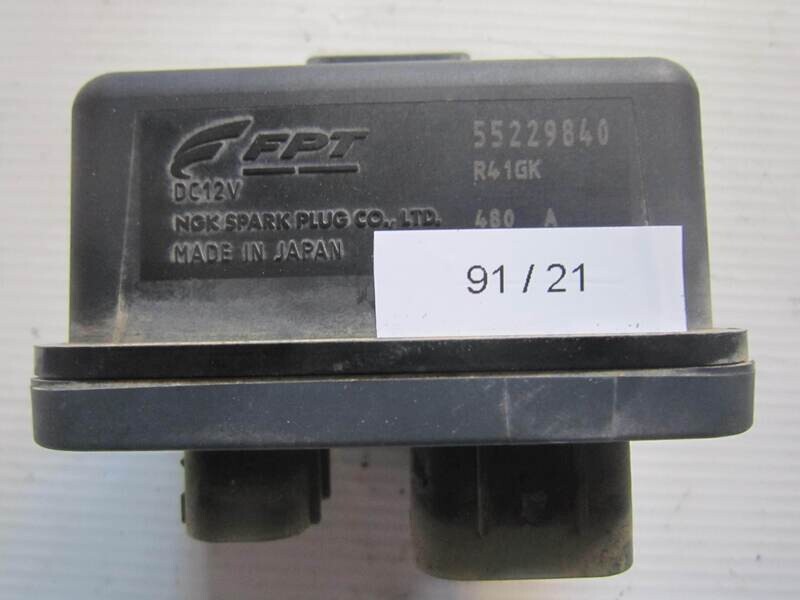 FPT
55229840
R41GK
DC12V
NGK SPARK PLUG CO., LTD.
480 A
MADE IN JAPAN
91 / 21